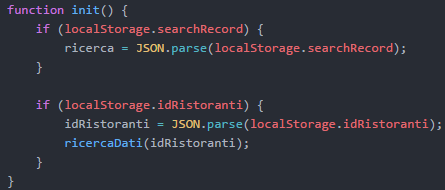 function init() {
    if (localStorage.searchRecord) {
        ricerca = JSON.parse(localStorage.searchRecord);
    }

    if (localStorage.idRistoranti) {
        idRistoranti = JSON.parse(localStorage.idRistoranti);
        ricercaDati(idRistoranti);
    }
}